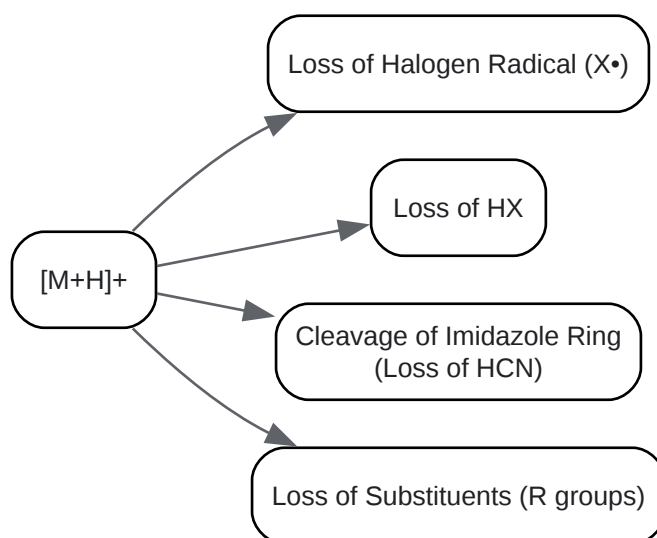 Loss of Halogen Radical (X•)
Loss of HX
[M+H]+
Cleavage of Imidazole Ring
(Loss of HCN)
Loss of Substituents (R groups)